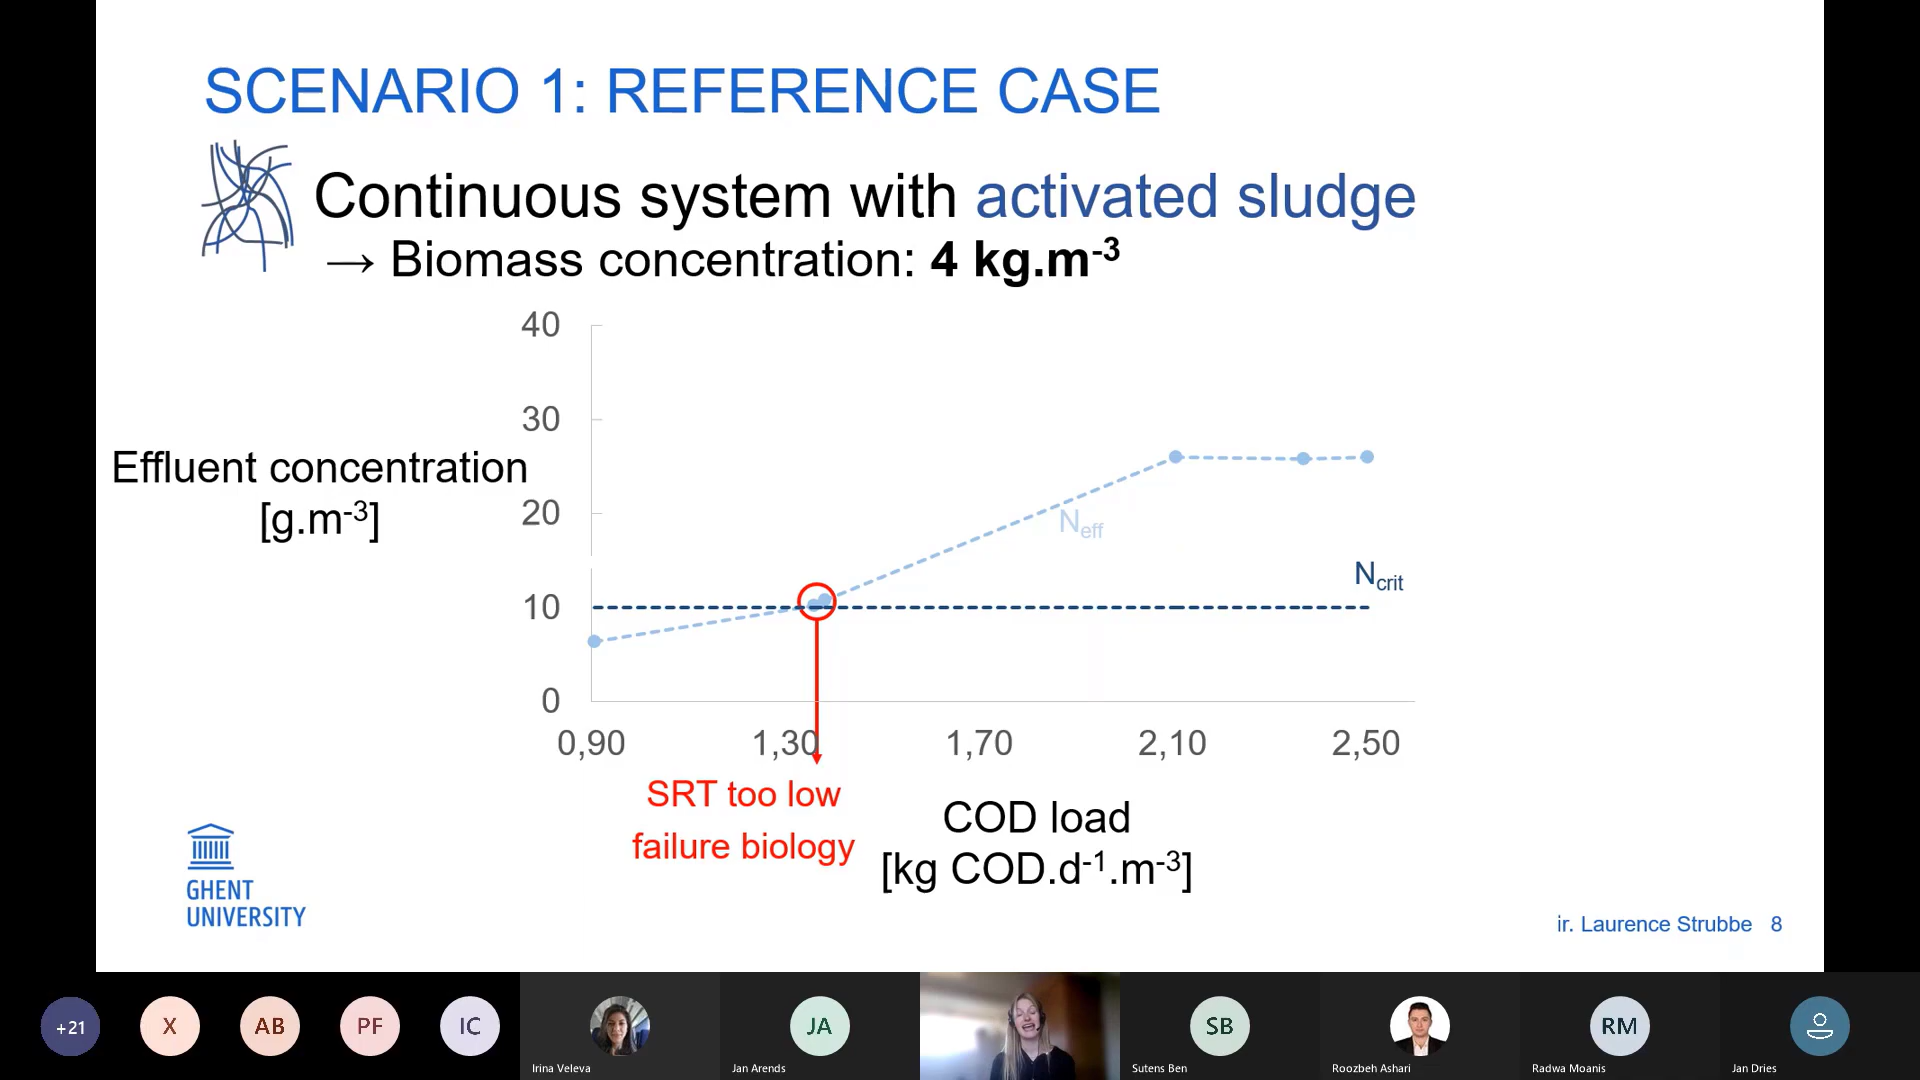 SCENARIO 1: REFERENCE CASE
Continuous system with activated sludge
→ Biomass concentration: 4 kg.m-3
40
30
20
10
0
Effluent concentration
[g.m-3]
Neff
Ncrit
0,90 1,30 1,70 2,10 2,50
SRT too low
failure biology
COD load
[kg COD.d-1.m-3]
GHENT
UNIVERSITY
ir. Laurence Strubbe 8
+21 X AB PF IC JA SB RM
Irina Veleva Jan Arends Sutens Ben Roozbeh Ashari Radwa Moanis Jan Dries